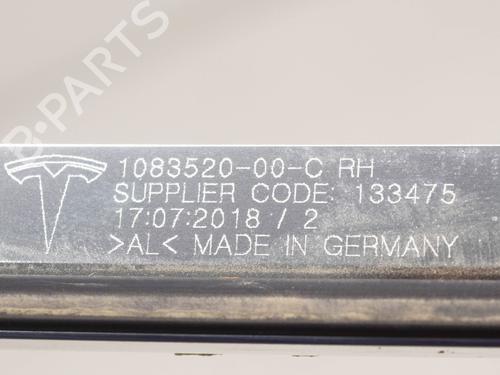 1083520-00-C RH
SUPPLIER CODE: 133475
17:07:2018 / 2
>AL< MADE IN GERMANY
B-PARTS